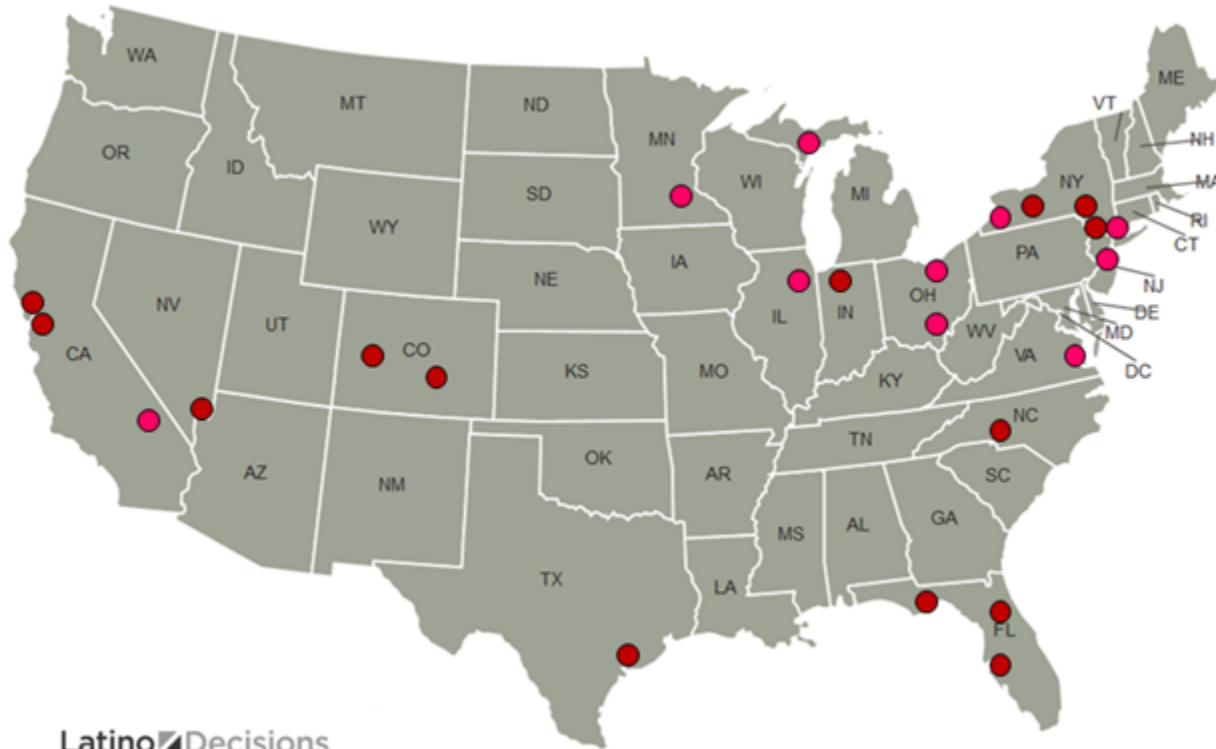 WA
MT
ND
MN
ME
VT
NH
OR
ID
SD
WI
MI
NY
MA
RI
CT
WY
IA
PA
NJ
NE
IL
IN
OH
DE
MD
NV
UT
CO
CA
KS
MO
WV
VA
DC
KY
NC
TN
AZ
NM
OK
AR
SC
MS
AL
GA
TX
LA
FL
Latino Decisions